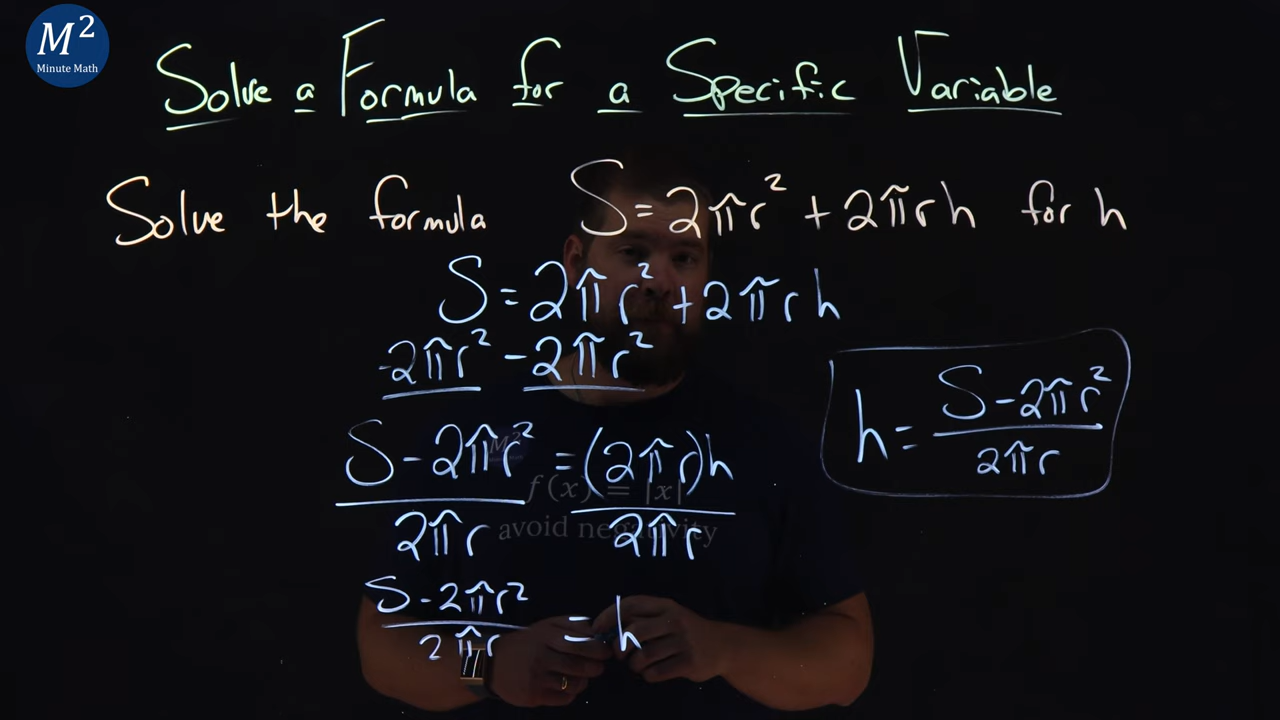 M²
Minute Math
Solve a Formula for a Specific Variable
Solve the formula S=2πr²+2πrh for h
S=2πr²+2πrh
-2πr² -2πr²
S-2πr² =(2πr)h
2πr 2πr
S-2πr²
2πr =h
h= S-2πr²
2πr
M²
f(x) = |x|
avoid negativity